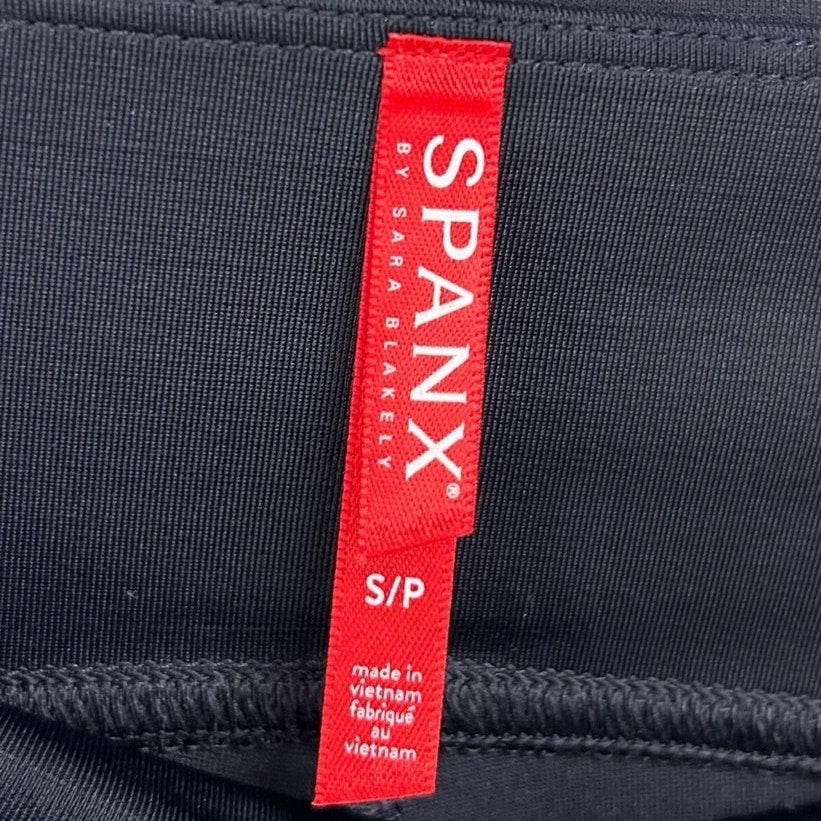 SPANX®
BY SARA BLAKELY
S/P
made in
vietnam
fabriqué
au
vietnam